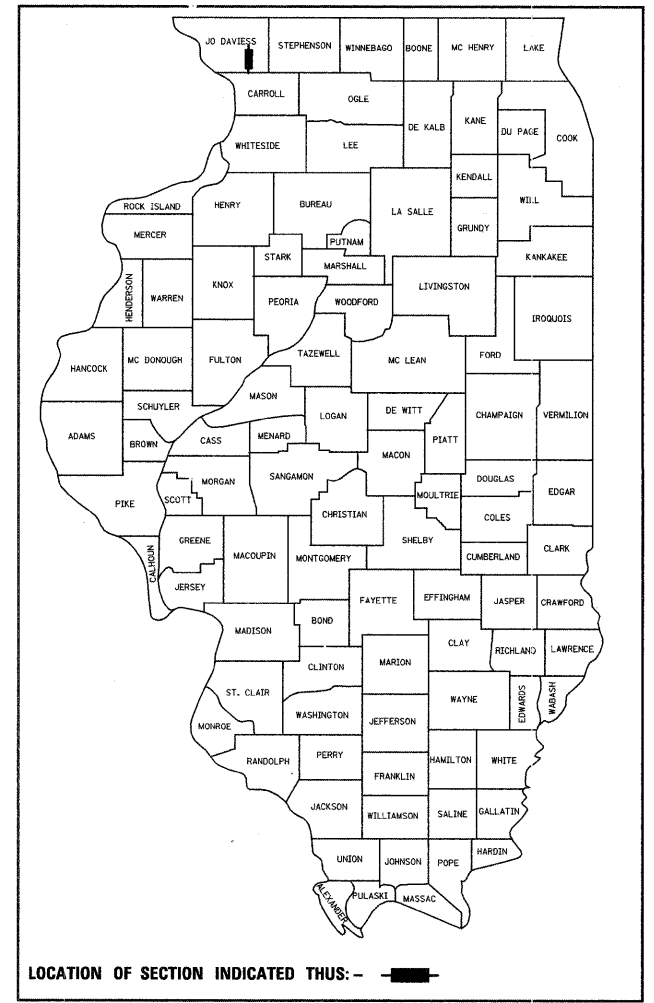 JO DAVIESS STEPHENSON WINNEBAGO BOONE MC HENRY LAKE
CARROLL OGLE
DE KALB KANE DU PAGE COOK
WHITESIDE LEE
KENDALL
ROCK ISLAND HENRY BUREAU LA SALLE WILL
MERCER PUTNAM GRUNDY
STARK MARSHALL KANKAKEE
HENDERSON WARREN KNOX PEORIA WOODFORD LIVINGSTON
IROQUOIS
HANCOCK MC DONOUGH FULTON TAZEWELL MC LEAN FORD
MASON
SCHUYLER LOGAN DE WITT CHAMPAIGN VERMILION
ADAMS BROWN CASS MENARD PIATT
MACON
MORGAN SANGAMON DOUGLAS
PIKE SCOTT MOULTRIE EDGAR
CHRISTIAN COLES
GREENE MACOUPIN MONTGOMERY SHELBY
CALHOUN CUMBERLAND CLARK
JERSEY
FAYETTE EFFINGHAM JASPER CRAWFORD
MADISON BOND
CLAY RICHLAND LAWRENCE
CLINTON MARION
ST. CLAIR WAYNE EDWARDS WABASH
WASHINGTON JEFFERSON
MONROE
RANDOLPH PERRY HAMILTON WHITE
FRANKLIN
JACKSON WILLIAMSON SALINE GALLATIN
UNION JOHNSON POPE HARDIN
ALEXANDER PULASKI MASSAC
LOCATION OF SECTION INDICATED THUS:-